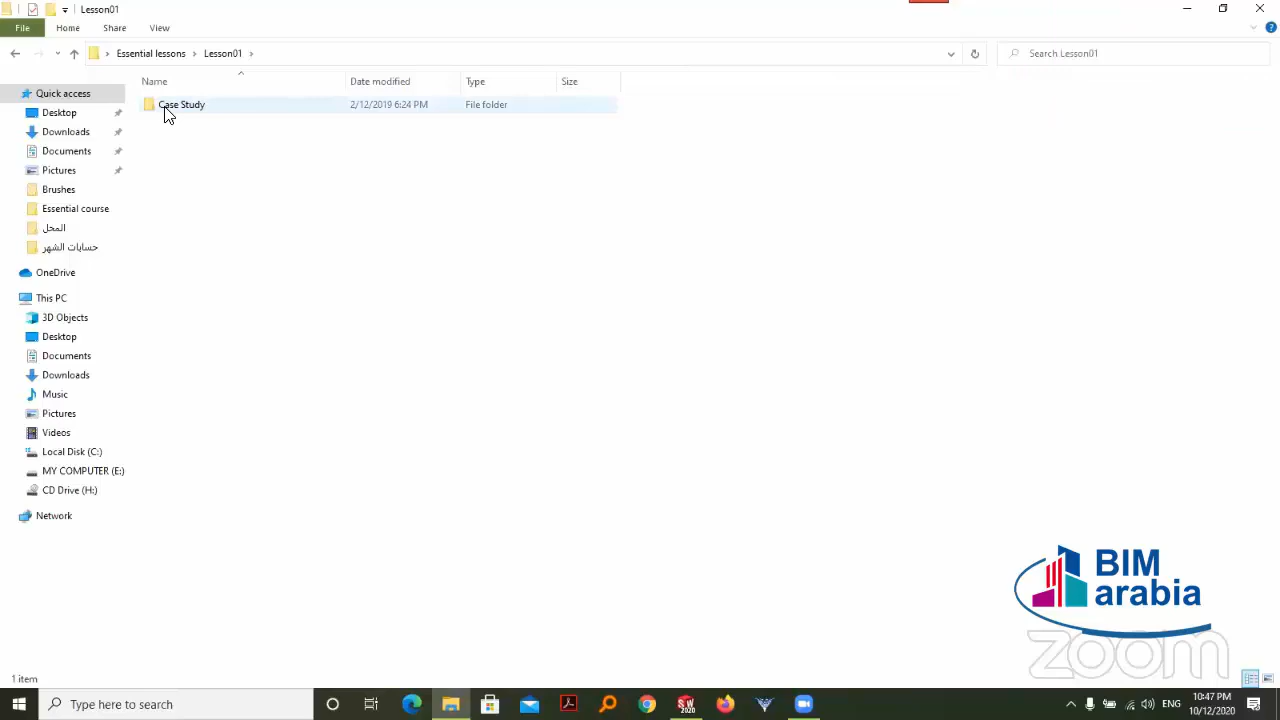 Lesson01
File
Home
Share
View
Essential lessons
Lesson01
Search Lesson01
Name
Date modified
Type
Size
Case Study
2/12/2019 6:24 PM
File folder
Quick access
Desktop
Downloads
Documents
Pictures
Brushes
Essential course
المحل
حسابات الشهر
OneDrive
This PC
3D Objects
Desktop
Documents
Downloads
Music
Pictures
Videos
Local Disk (C:)
MY COMPUTER (E:)
CD Drive (H:)
Network
BIM
arabia
zoom
1 item
Type here to search
SW
2020
ENG
10:47 PM
10/12/2020